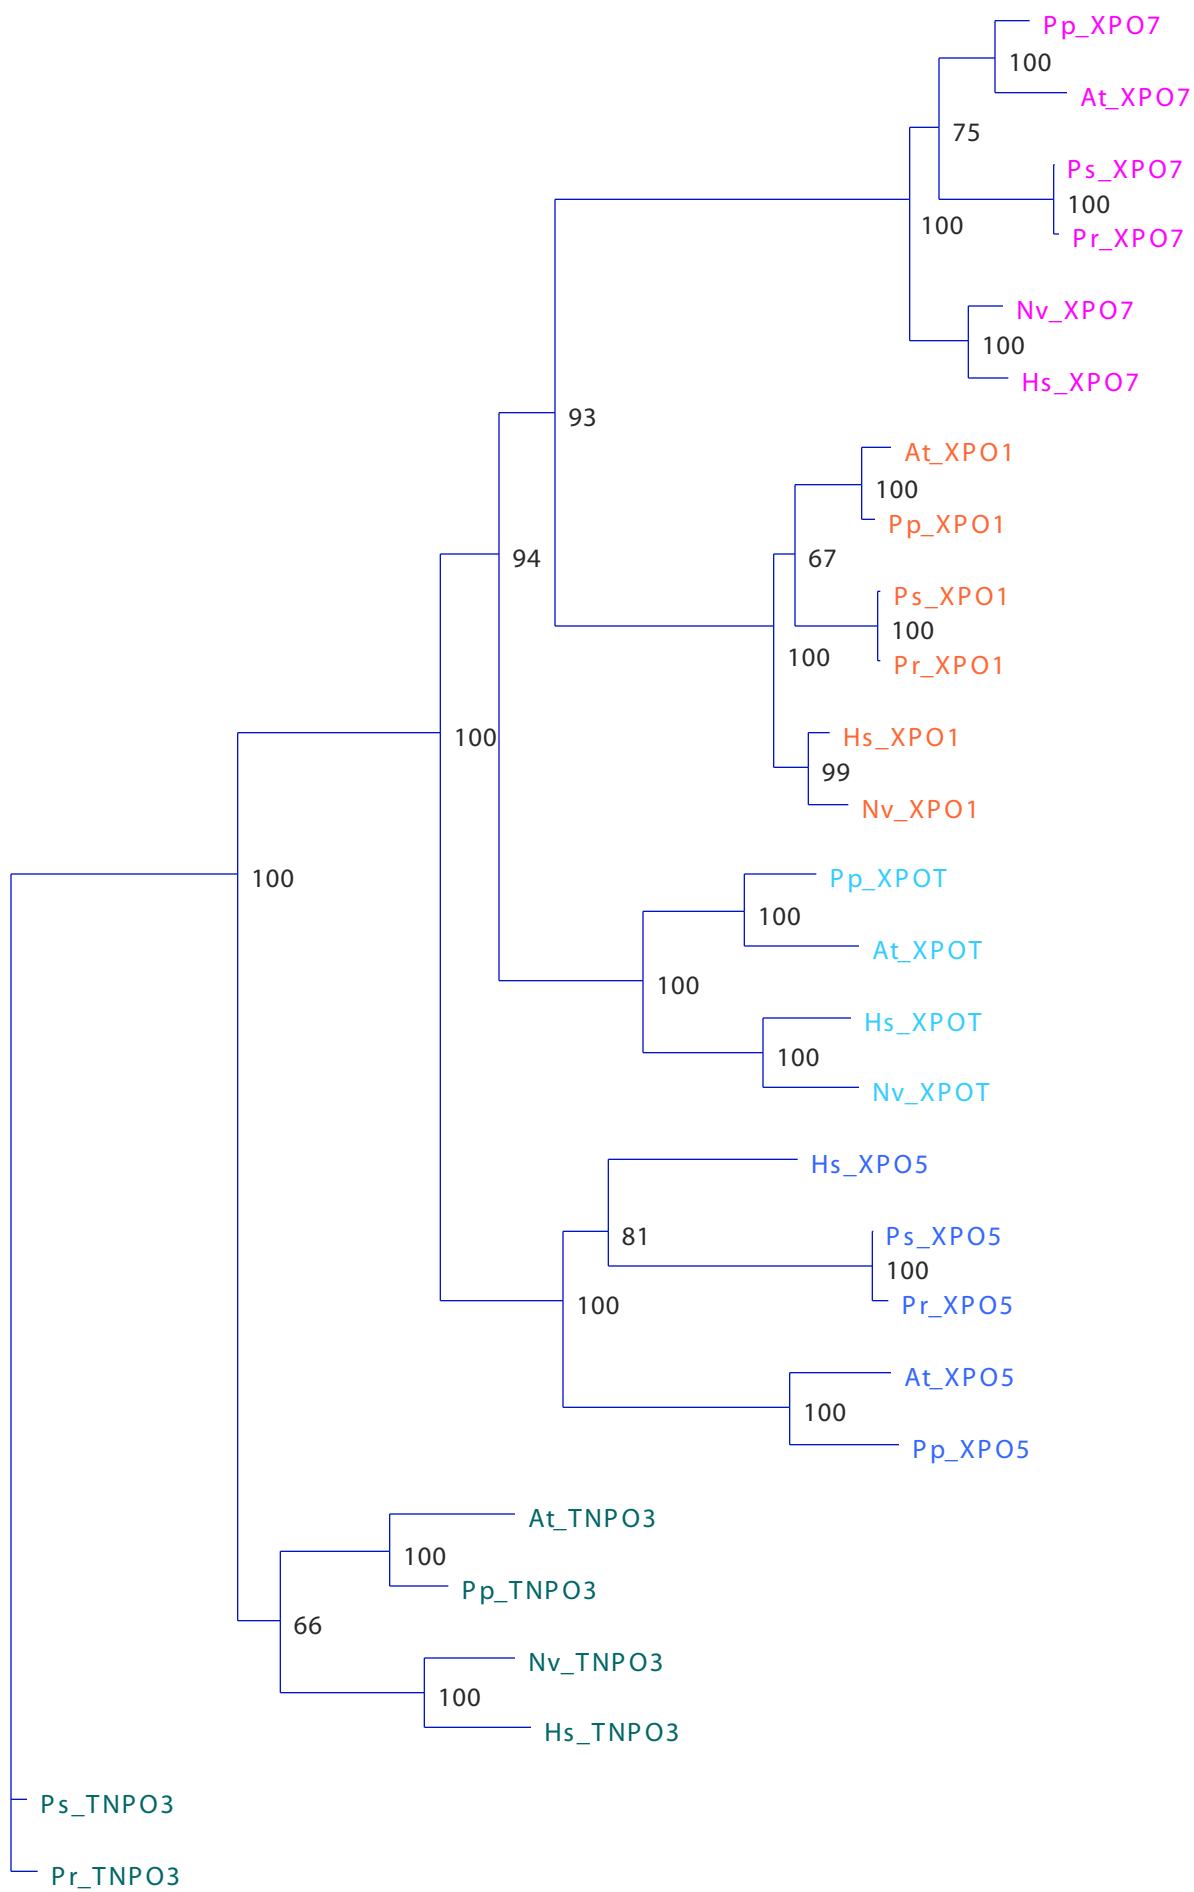 Pp_XPO7
100
At_XPO7
75
Ps_XPO7
100
100
Pr_XPO7
Nv_XPO7
100
Hs_XPO7
93
At_XPO1
100
Pp_XPO1
94
67
Ps_XPO1
100
100
Pr_XPO1
100
Hs_XPO1
99
Nv_XPO1
100
Pp_XPOT
100
At_XPOT
100
Hs_XPOT
100
Nv_XPOT
Hs_XPO5
81
Ps_XPO5
100
100
Pr_XPO5
At_XPO5
100
Pp_XPO5
At_TNPO3
100
Pp_TNPO3
66
Nv_TNPO3
100
Hs_TNPO3
Ps_TNPO3
Pr_TNPO3